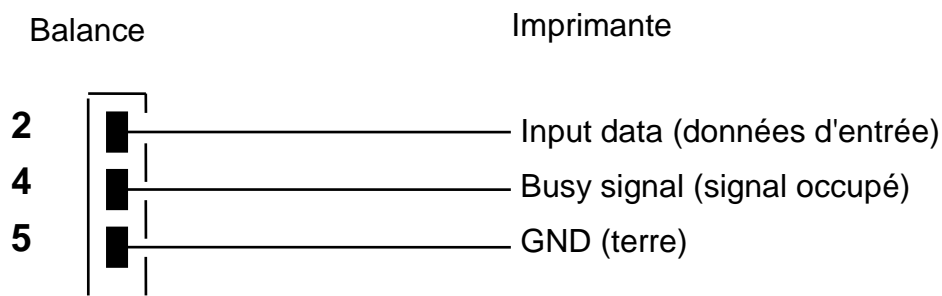 Balance Imprimante
2 Input data (données d'entrée)
4 Busy signal (signal occupé)
5 GND (terre)